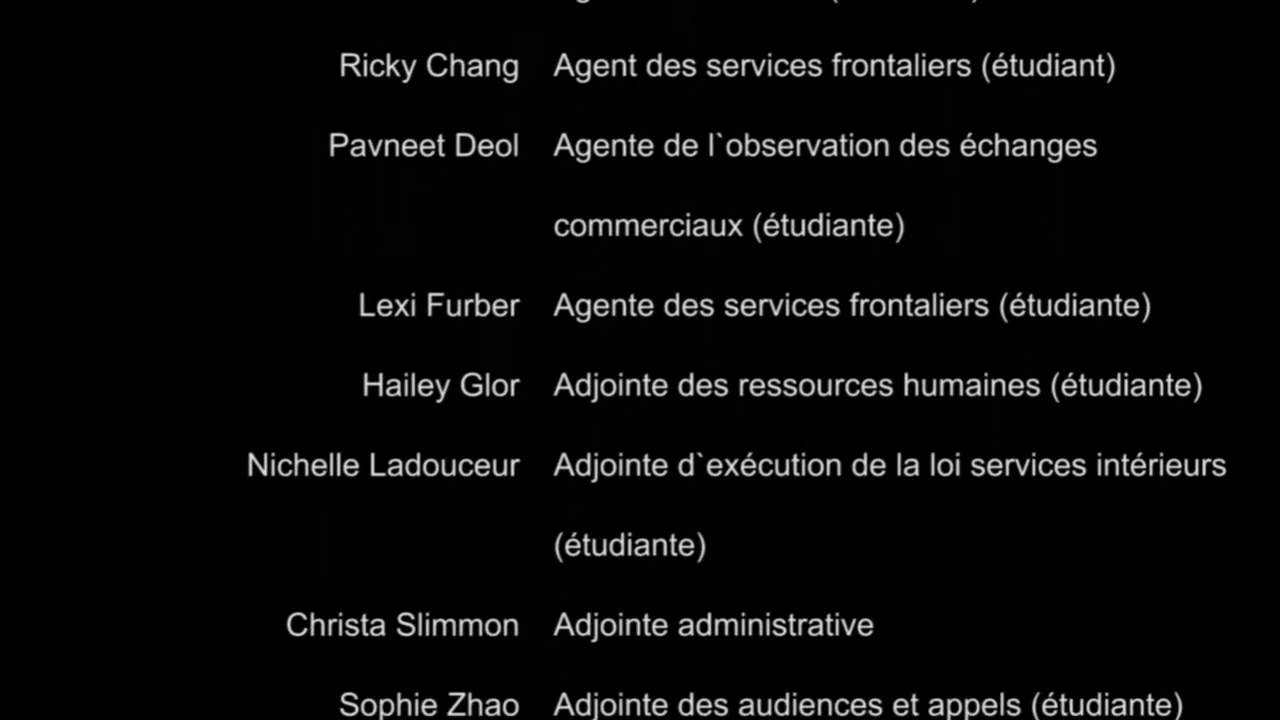 Ricky Chang Agent des services frontaliers (étudiant)
Pavneet Deol Agente de l`observation des échanges
commerciaux (étudiante)
Lexi Furber Agente des services frontaliers (étudiante)
Hailey Glor Adjointe des ressources humaines (étudiante)
Nichelle Ladouceur Adjointe d`exécution de la loi services intérieurs
(étudiante)
Christa Slimmon Adjointe administrative
Sophie Zhao Adjointe des audiences et appels (étudiante)